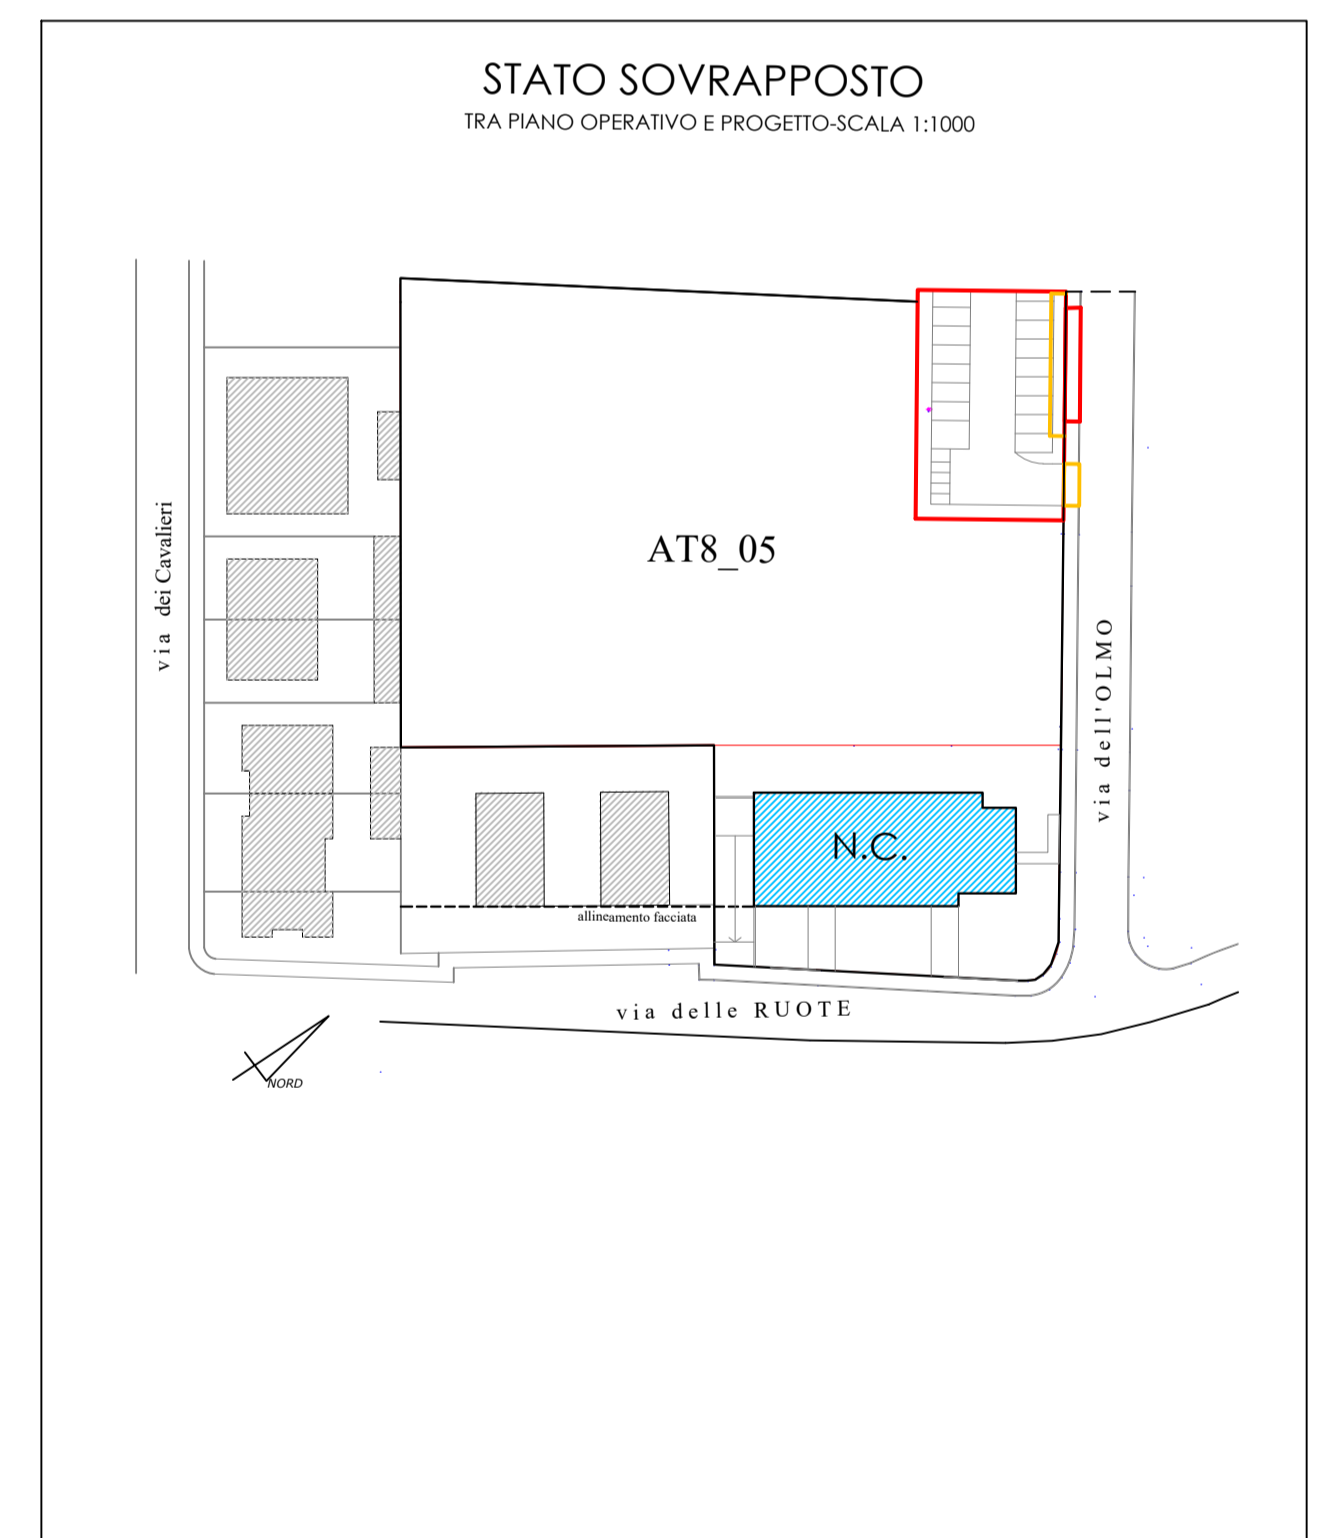 STATO SOVRAPPOSTO
TRA PIANO OPERATIVO E PROGETTO-SCALA 1:1000
via dei Cavalieri
AT8_05
via dell'OLMO
N.C.
allineamento facciata
via delle RUOTE
NORD